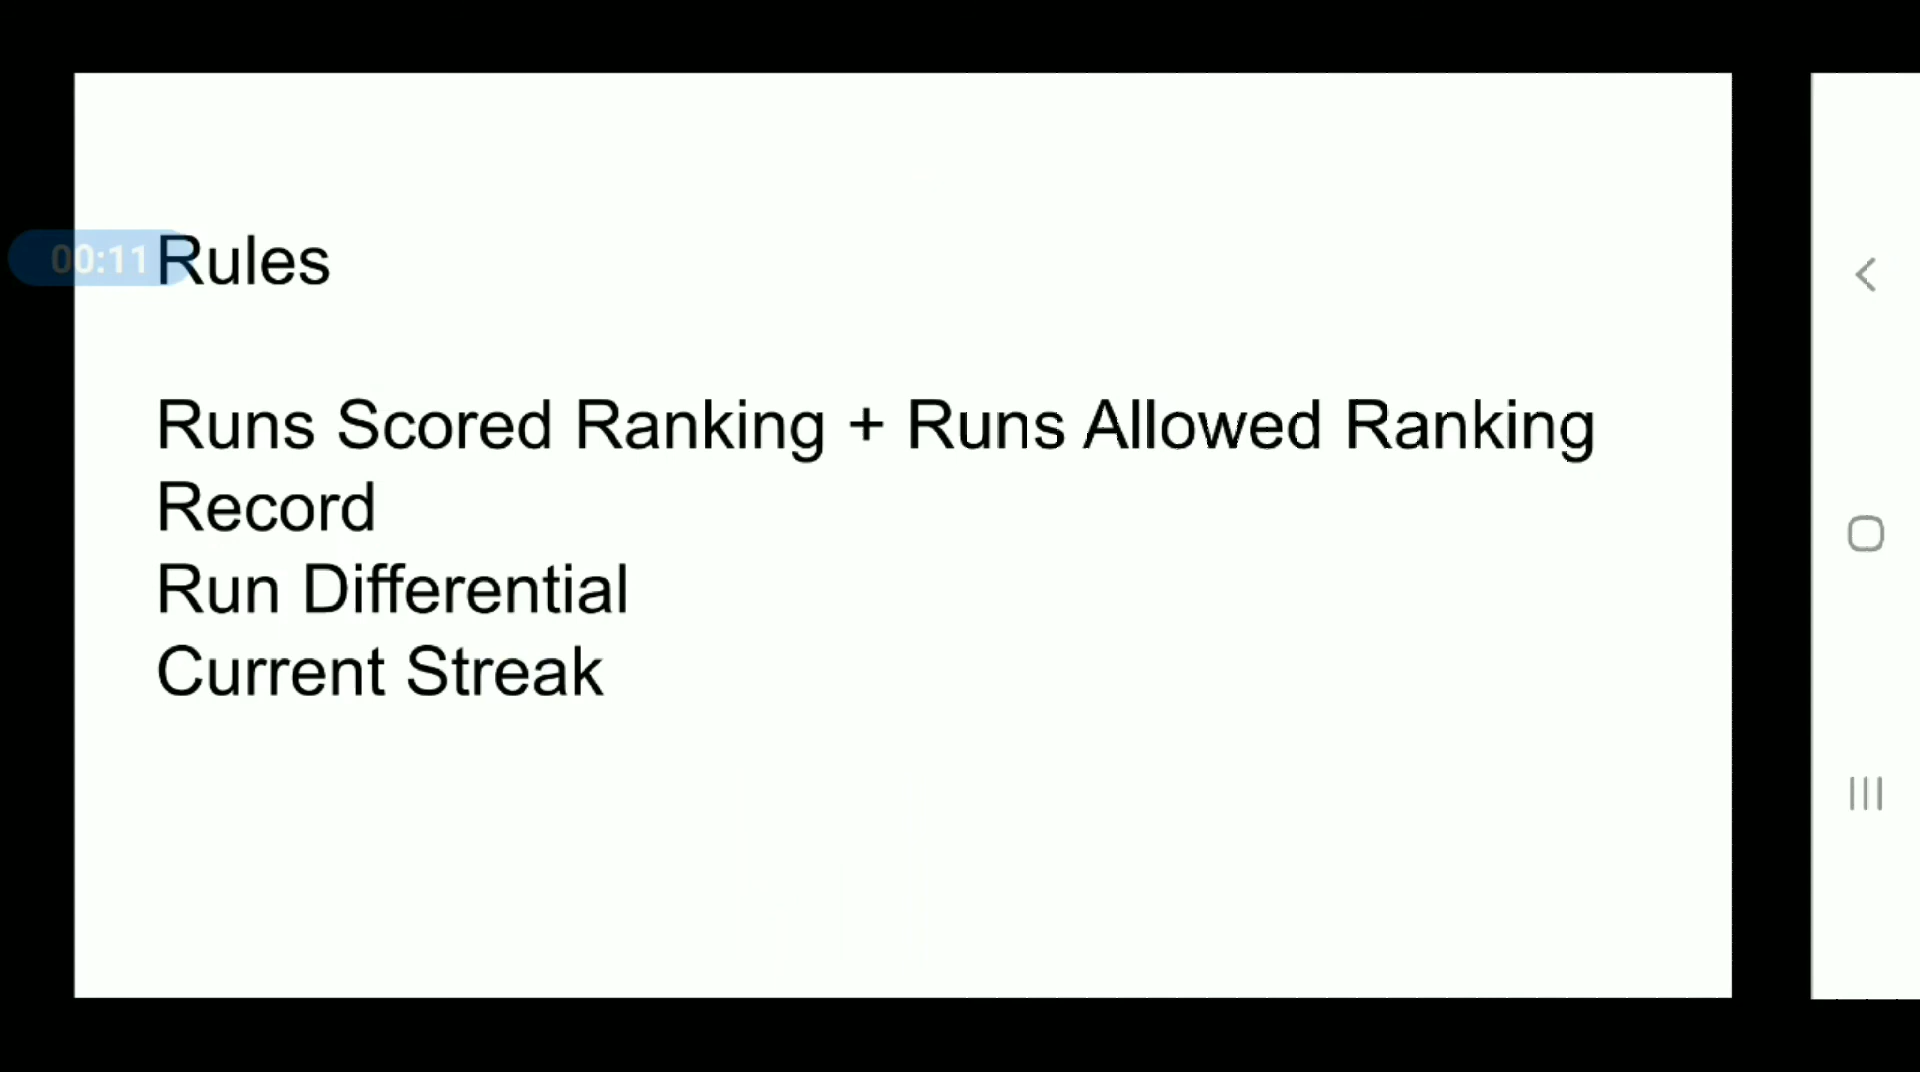 00:11
Rules
Runs Scored Ranking + Runs Allowed Ranking
Record
Run Differential
Current Streak